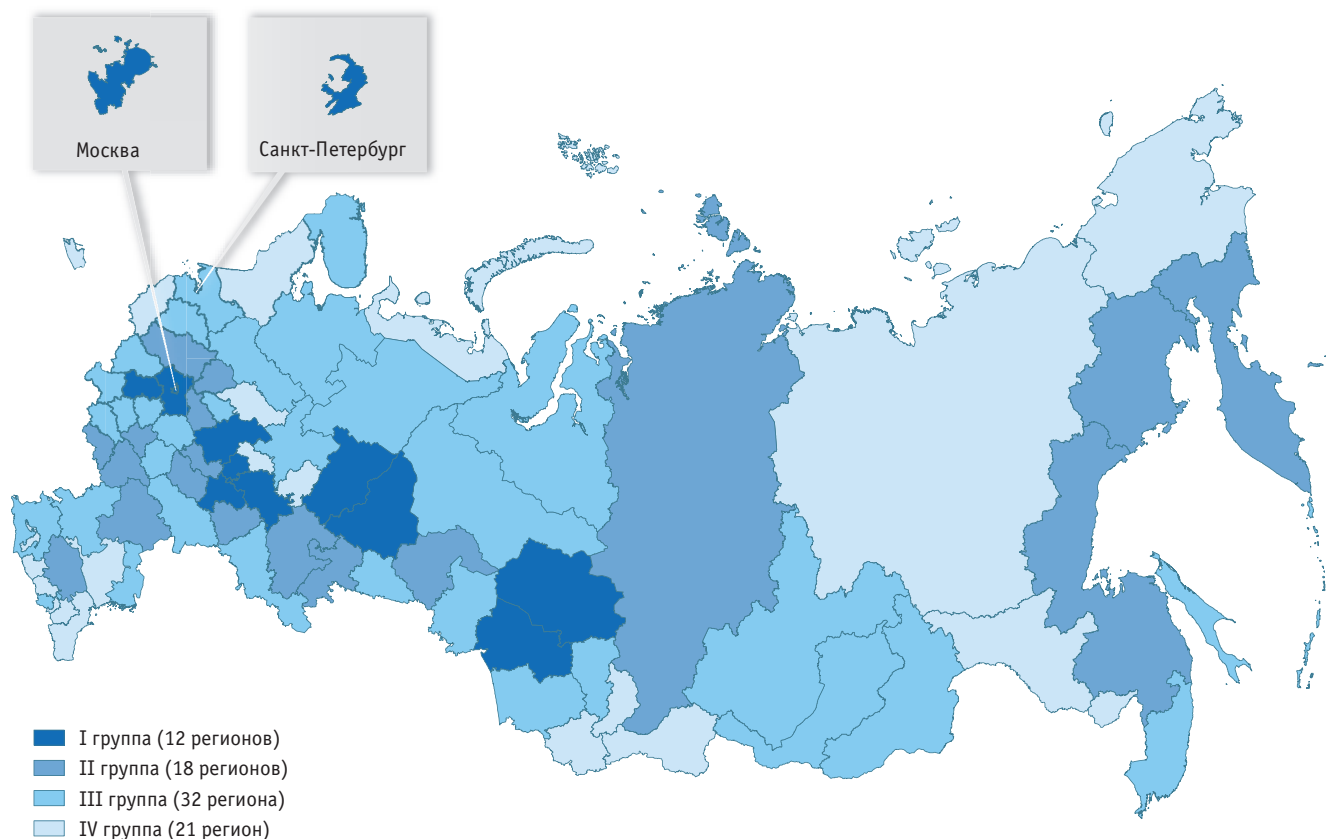 Москва
Санкт-Петербург
I группа (12 регионов)
II группа (18 регионов)
III группа (32 региона)
IV группа (21 регион)